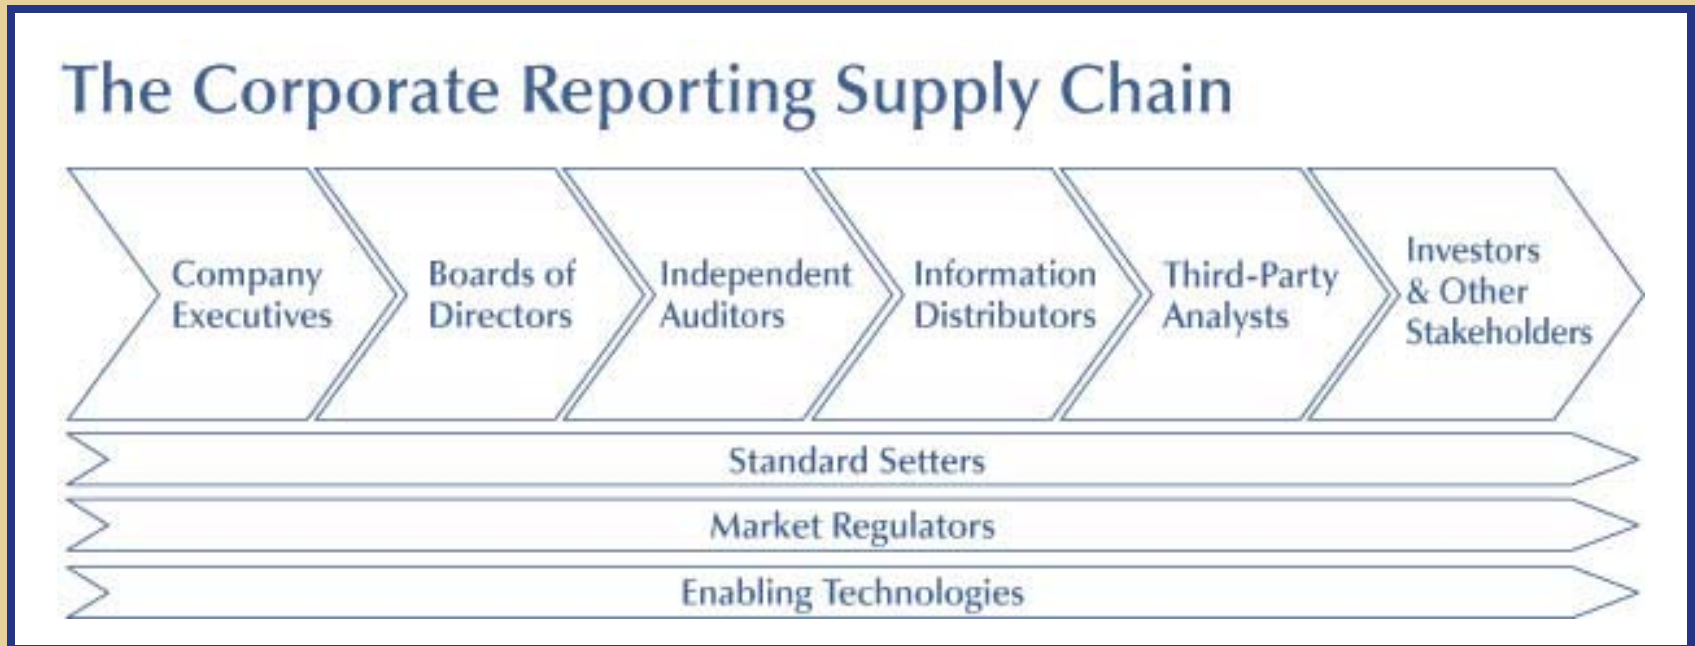 The Corporate Reporting Supply Chain
Company
Executives
Boards of
Directors
Independent
Auditors
Information
Distributors
Third-Party
Analysts
Investors
& Other
Stakeholders
Standard Setters
Market Regulators
Enabling Technologies